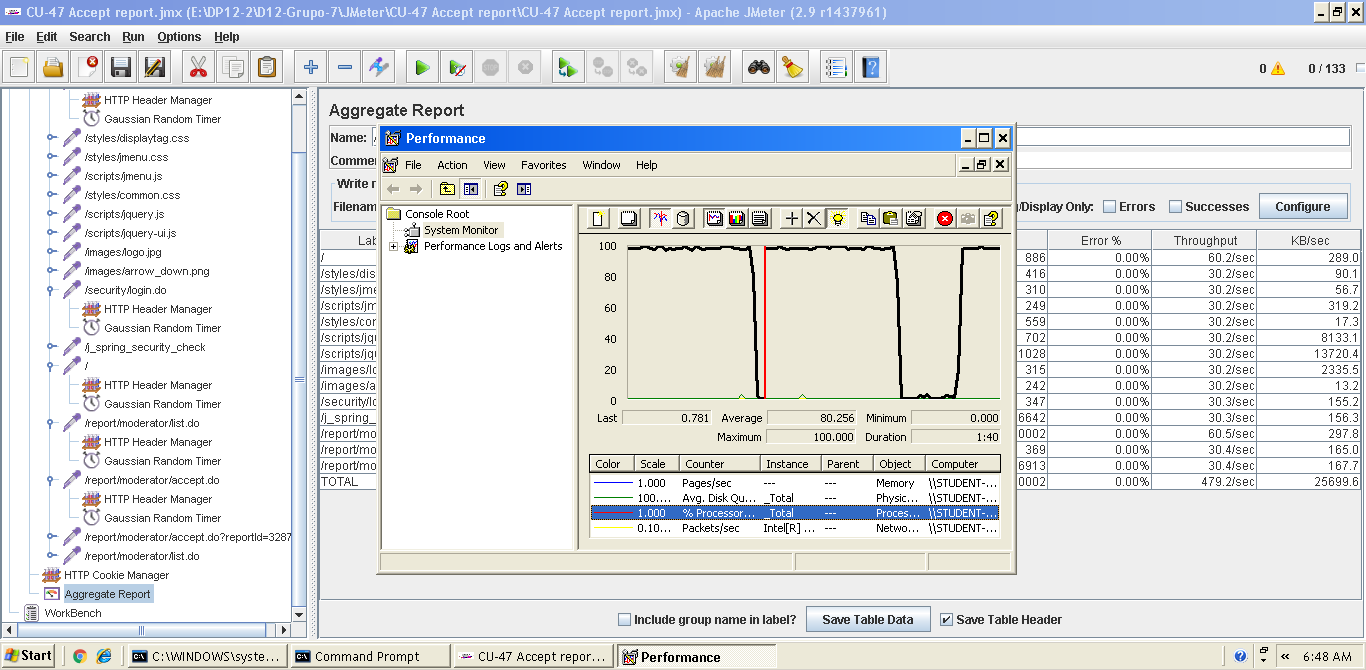 CU-47 Accept report.jmx (E:\DP12-2\D12-Grupo-7\JMeter\CU-47 Accept report\CU-47 Accept report.jmx) - Apache JMeter (2.9 r1437961)
File Edit Search Run Options Help
0 0 / 133
HTTP Header Manager
Gaussian Random Timer
/styles/displaytag.css
/styles/jmenu.css
/scripts/jmenu.js
/styles/common.css
/scripts/jquery.js
/scripts/jquery-ui.js
/images/logo.jpg
/images/arrow_down.png
/security/login.do
HTTP Header Manager
Gaussian Random Timer
/j_spring_security_check
/
HTTP Header Manager
Gaussian Random Timer
/report/moderator/list.do
HTTP Header Manager
Gaussian Random Timer
/report/moderator/accept.do
HTTP Header Manager
Gaussian Random Timer
/report/moderator/accept.do?reportId=3287
/report/moderator/list.do
HTTP Cookie Manager
Aggregate Report
WorkBench
Aggregate Report
Name:
Comme
Write r
Filenam
/Display Only: Errors Successes Configure
Lab Error % Throughput KB/sec
/ 886 0.00% 60.2/sec 289.0
/styles/dis 416 0.00% 30.2/sec 90.1
/styles/jme 310 0.00% 30.2/sec 56.7
/scripts/jm 249 0.00% 30.2/sec 319.2
/styles/cor 559 0.00% 30.2/sec 17.3
/scripts/jqu 702 0.00% 30.2/sec 8133.1
/scripts/jqu 1028 0.00% 30.2/sec 13720.4
/images/lo 315 0.00% 30.2/sec 2335.5
/images/a 242 0.00% 30.2/sec 13.2
/security/lo 347 0.00% 30.3/sec 155.2
/j_spring_ 6642 0.00% 30.3/sec 156.3
/report/mo 0002 0.00% 60.5/sec 297.8
/report/mo 369 0.00% 30.4/sec 165.0
/report/mo 6913 0.00% 30.4/sec 167.7
TOTAL 0002 0.00% 479.2/sec 25699.6
Performance
File Action View Favorites Window Help
Console Root
System Monitor
Performance Logs and Alerts
100
80
60
40
20
0
Last 0.781 Average 80.256 Minimum 0.000
Maximum 100.000 Duration 1:40
Color Scale Counter Instance Parent Object Computer
1.000 Pages/sec --- --- Memory \\STUDENT-...
100.... Avg. Disk Qu... _Total --- Physic... \\STUDENT-...
1.000 % Processor... _Total --- Proces... \\STUDENT-...
0.10... Packets/sec Intel[R] ... --- Netwo... \\STUDENT-...
Include group name in label? Save Table Data Save Table Header
Start C:\WINDOWS\syste... Command Prompt CU-47 Accept repor... Performance 6:48 AM